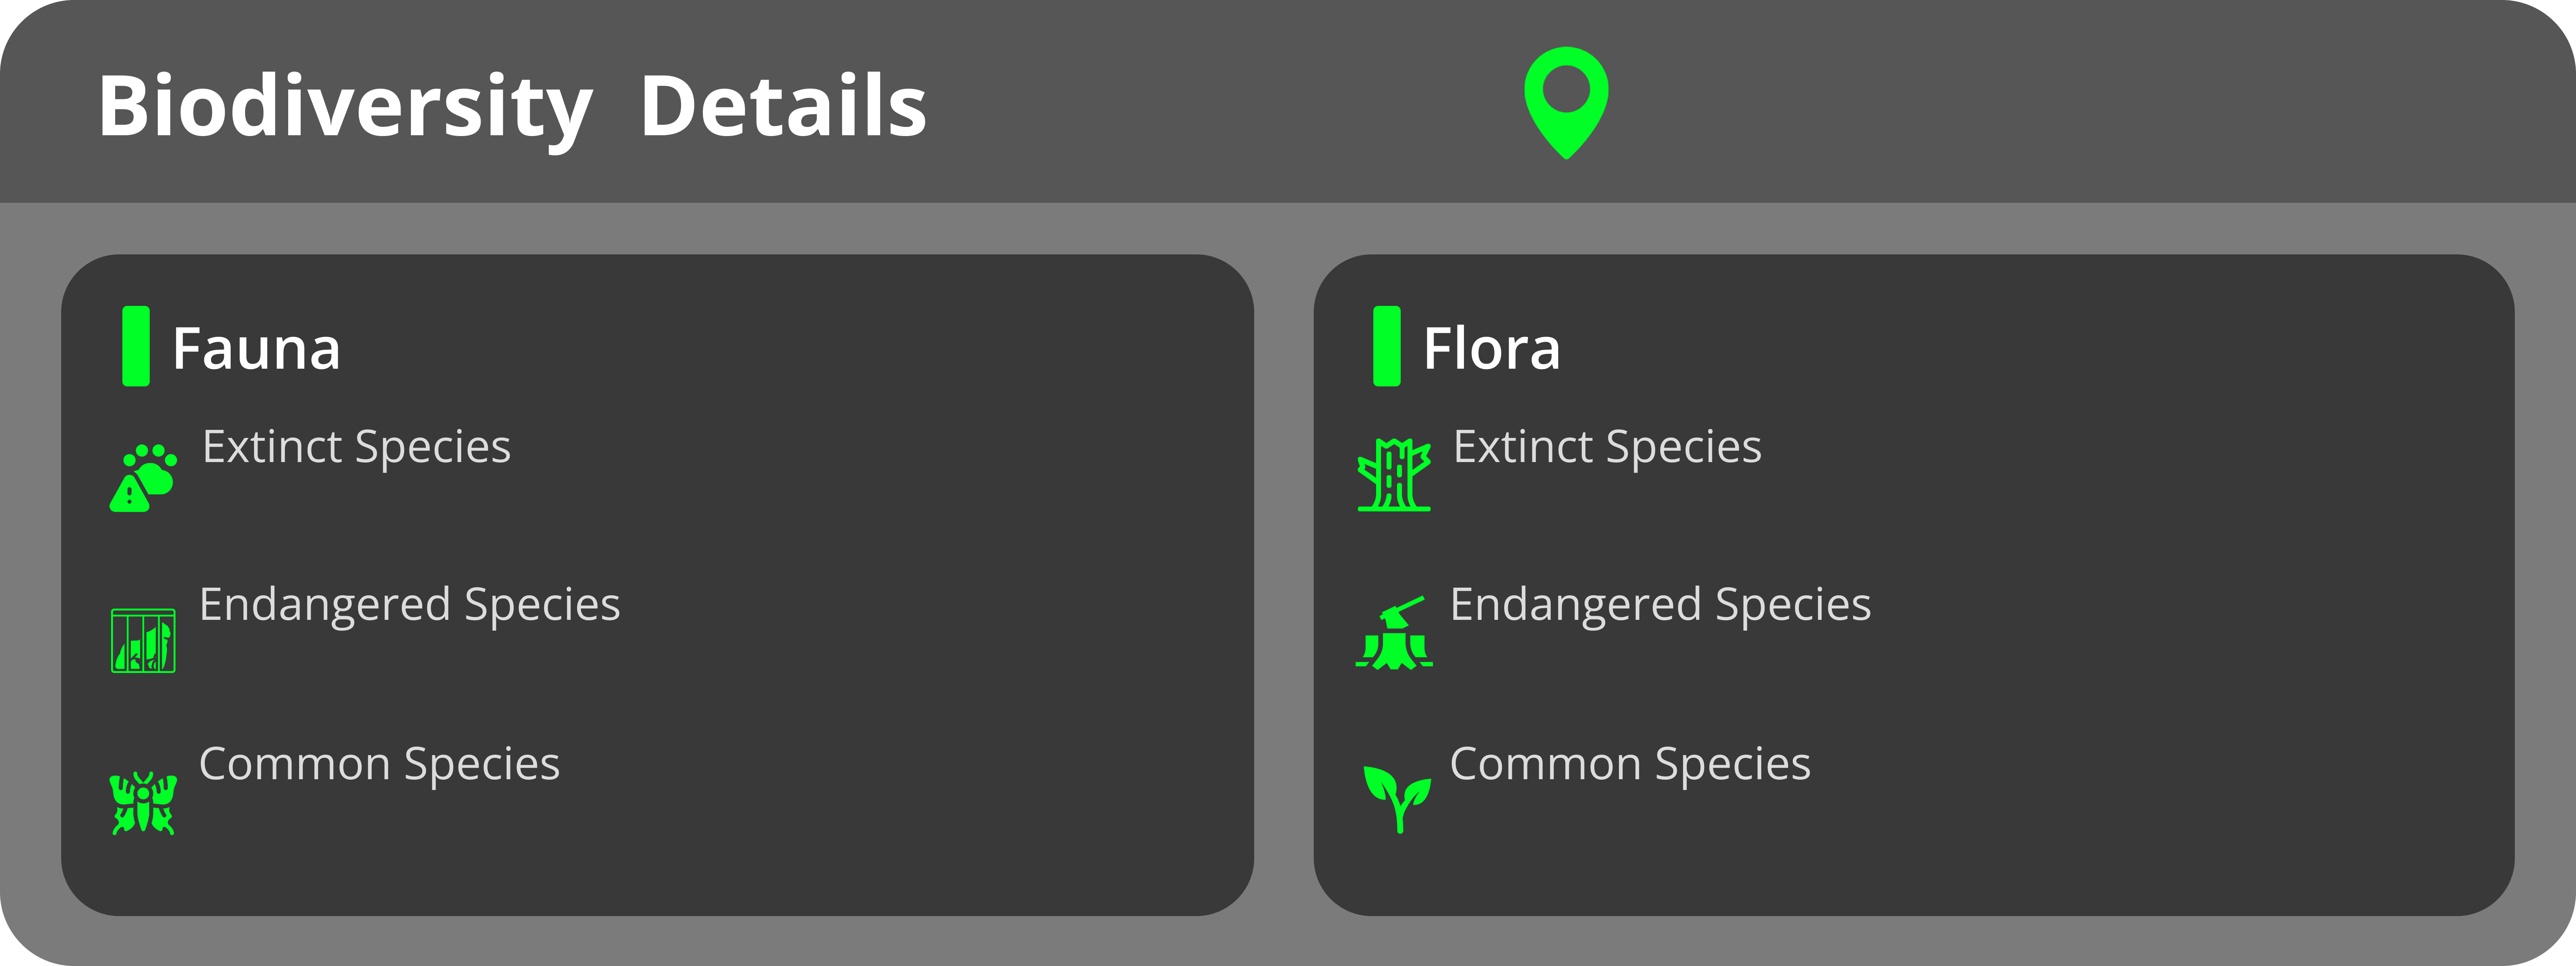 Biodiversity Details
Fauna
Extinct Species
Endangered Species
Common Species
Flora
Extinct Species
Endangered Species
Common Species